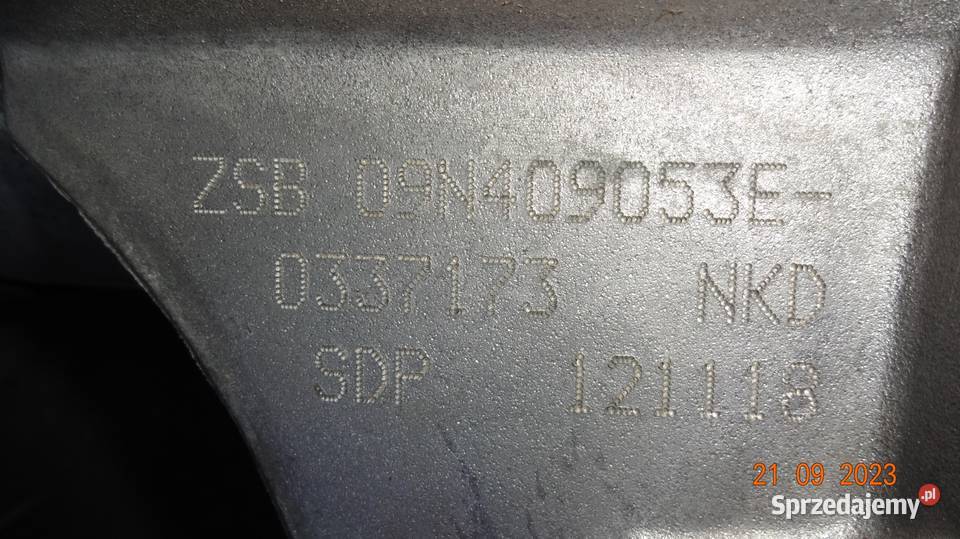 ZSB 09N409053E-
0337173 NKD
SDP 121118
21 09 2023
Sprzedajemy.pl